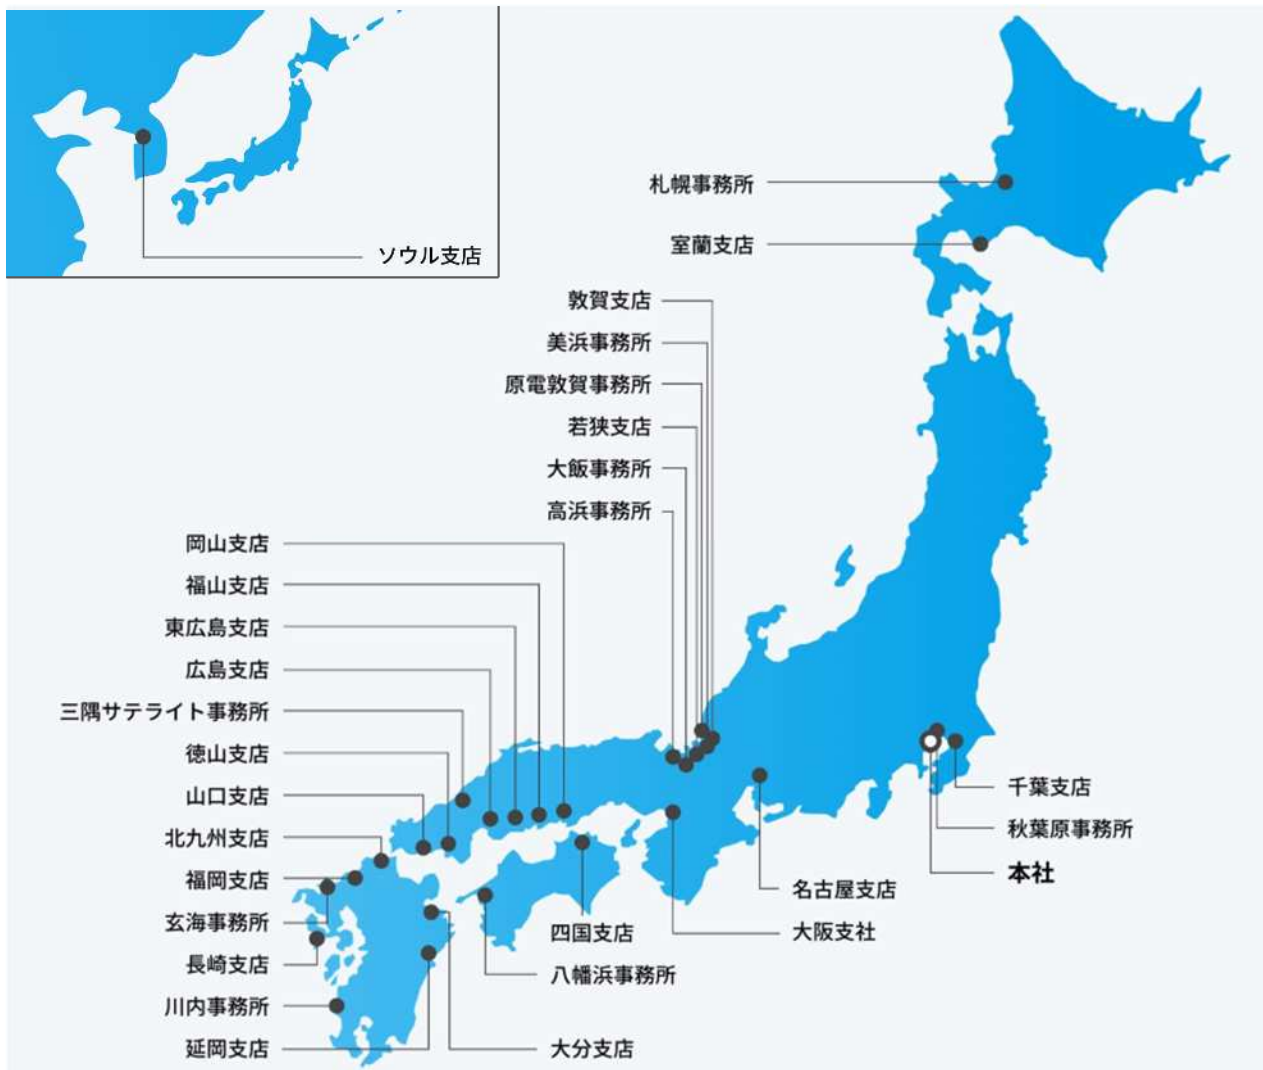 ソウル支店
札幌事務所
室蘭支店
敦賀支店
美浜事務所
原電敦賀事務所
若狭支店
大飯事務所
高浜事務所
岡山支店
福山支店
東広島支店
広島支店
三隅サテライト事務所
徳山支店
山口支店
北九州支店
福岡支店
玄海事務所
長崎支店
川内事務所
延岡支店
大分支店
八幡浜事務所
四国支店
大阪支社
名古屋支店
千葉支店
秋葉原事務所
本社